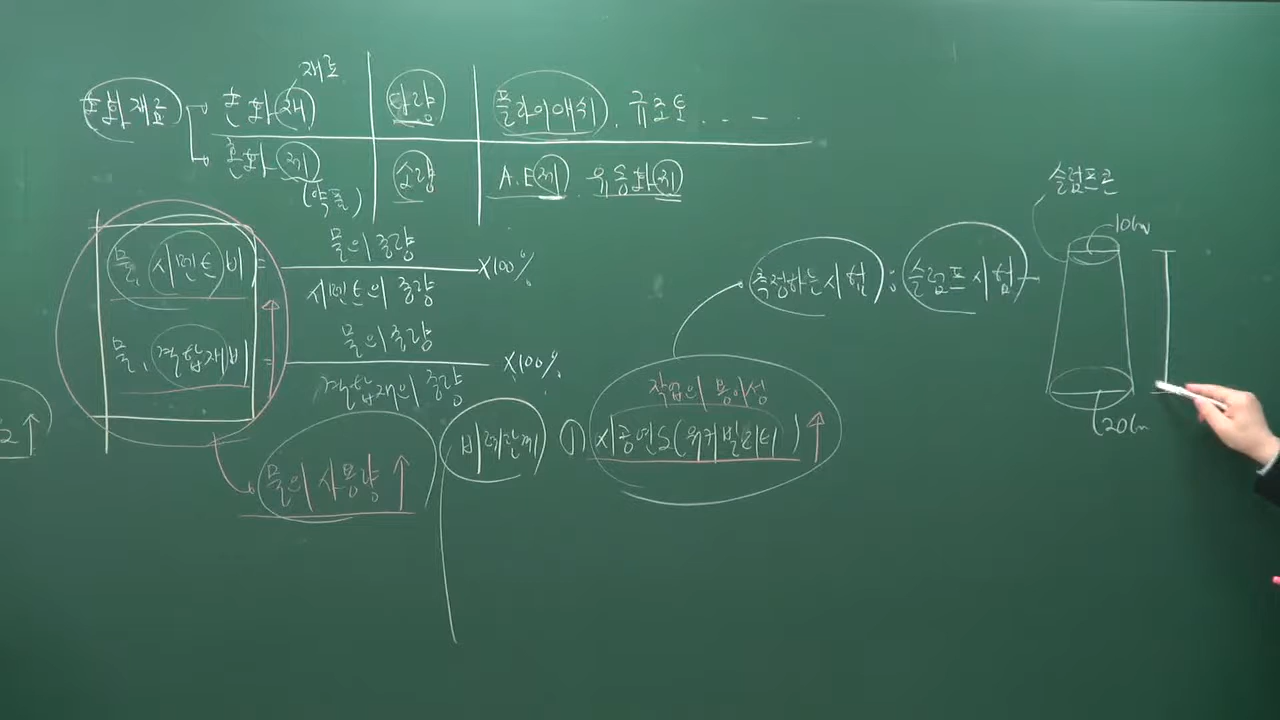 재료
혼화재료 혼화재 다량 플라이애쉬, 규조토 . . – .
혼화제 소량 A.E제, 유동화제
(약품)
물, 시멘트비 = 물의 중량 / 시멘트의 중량 ×100%
물, 결합재비 = 물의 중량 / 결합재의 중량 ×100%
물의 사용량 ↑
비례관계 ① 시공연도(워커빌리티) ↑
작업의 용이성
측정하는 시험 : 슬럼프 시험
슬럼프콘
10cm
20cm